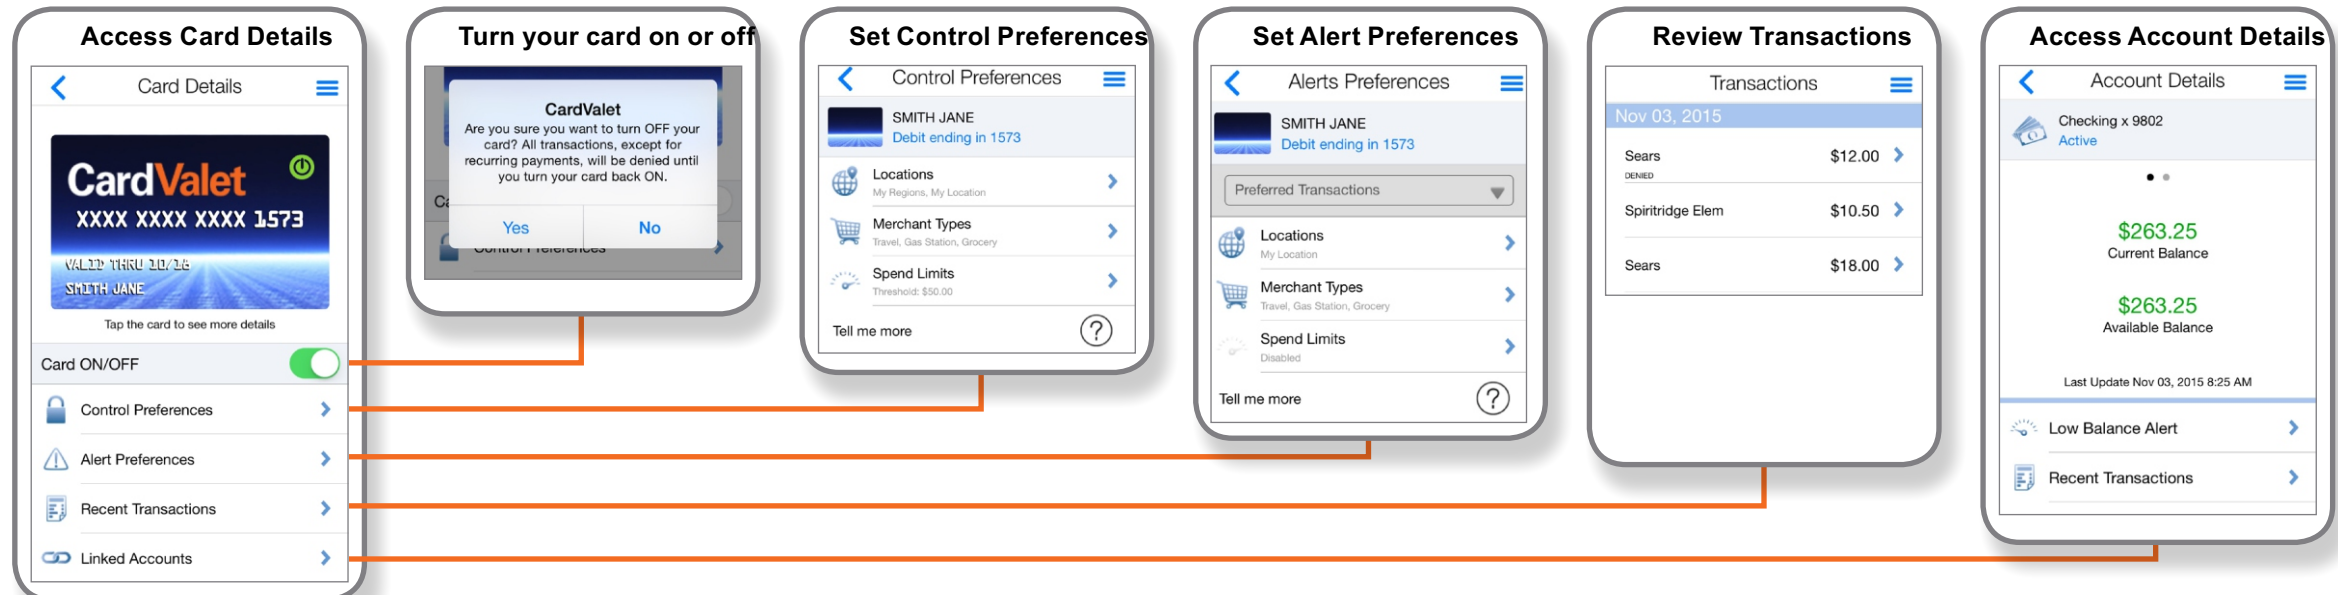 Access Card Details
Card Details
CardValet
XXXX XXXX XXXX 1573
VALID THRU 10/16
SMITH JANE
Tap the card to see more details
Card ON/OFF
Control Preferences
Alert Preferences
Recent Transactions
Linked Accounts
Turn your card on or off
CardValet
Are you sure you want to turn OFF your
card? All transactions, except for
recurring payments, will be denied until
you turn your card back ON.
Yes
No
Ca
Control Preferences
Set Control Preferences
Control Preferences
SMITH JANE
Debit ending in 1573
Locations
My Regions, My Location
Merchant Types
Travel, Gas Station, Grocery
Spend Limits
Threshold: $50.00
Tell me more ?
Set Alert Preferences
Alerts Preferences
SMITH JANE
Debit ending in 1573
Preferred Transactions
Locations
My Location
Merchant Types
Travel, Gas Station, Grocery
Spend Limits
Disabled
Tell me more ?
Review Transactions
Transactions
Nov 03, 2015
Sears $12.00
DENIED
Spiritridge Elem $10.50
Sears $18.00
Access Account Details
Account Details
Checking x 9802
Active
$263.25
Current Balance
$263.25
Available Balance
Last Update Nov 03, 2015 8:25 AM
Low Balance Alert
Recent Transactions